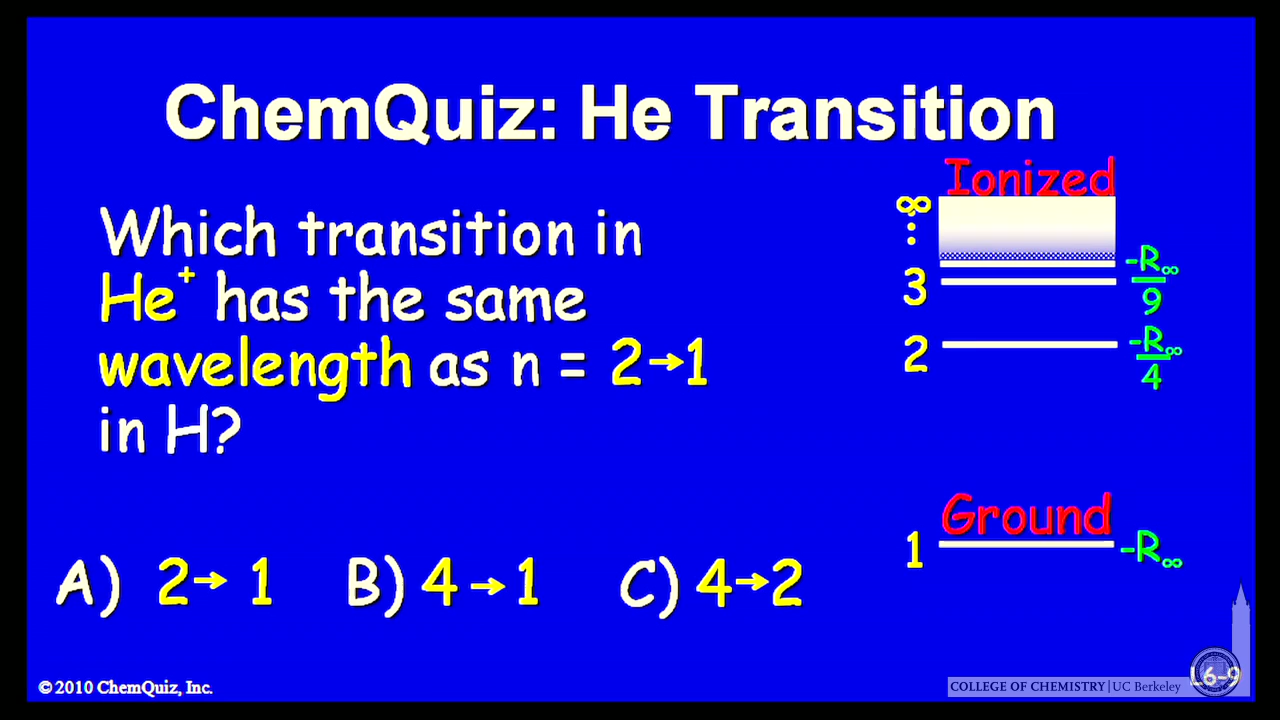 ChemQuiz: He Transition
Which transition in
He⁺ has the same
wavelength as n = 2→1
in H?
A) 2→ 1 B) 4 →1 C) 4→2
Ionized
∞
3 -R∞/9
2 -R∞/4
Ground
1 -R∞
© 2010 ChemQuiz, Inc.
COLLEGE OF CHEMISTRY | UC Berkeley
L6-9